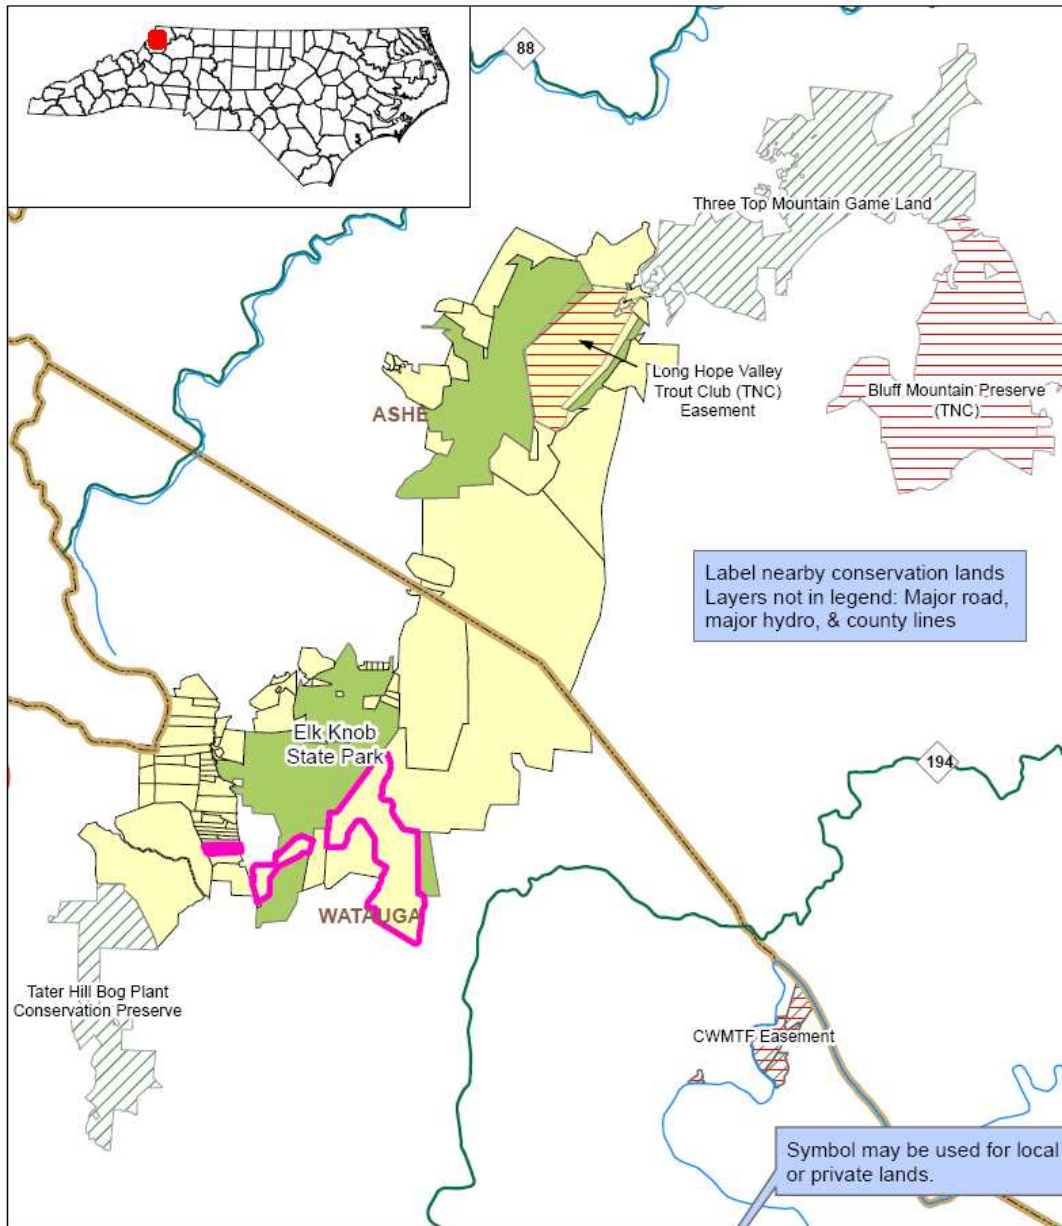 88
Three Top Mountain Game Land
Long Hope Valley
Trout Club (TNC)
Easement
Bluff Mountain Preserve
(TNC)
ASHE
Label nearby conservation lands
Layers not in legend: Major road,
major hydro, & county lines
Elk Knob
State Park
194
WATAUGA
Tater Hill Bog Plant
Conservation Preserve
CWMTF Easement
Symbol may be used for local
or private lands.